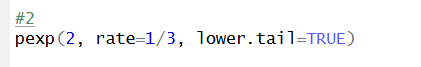 #2
pexp(2, rate=1/3, lower.tail=TRUE)